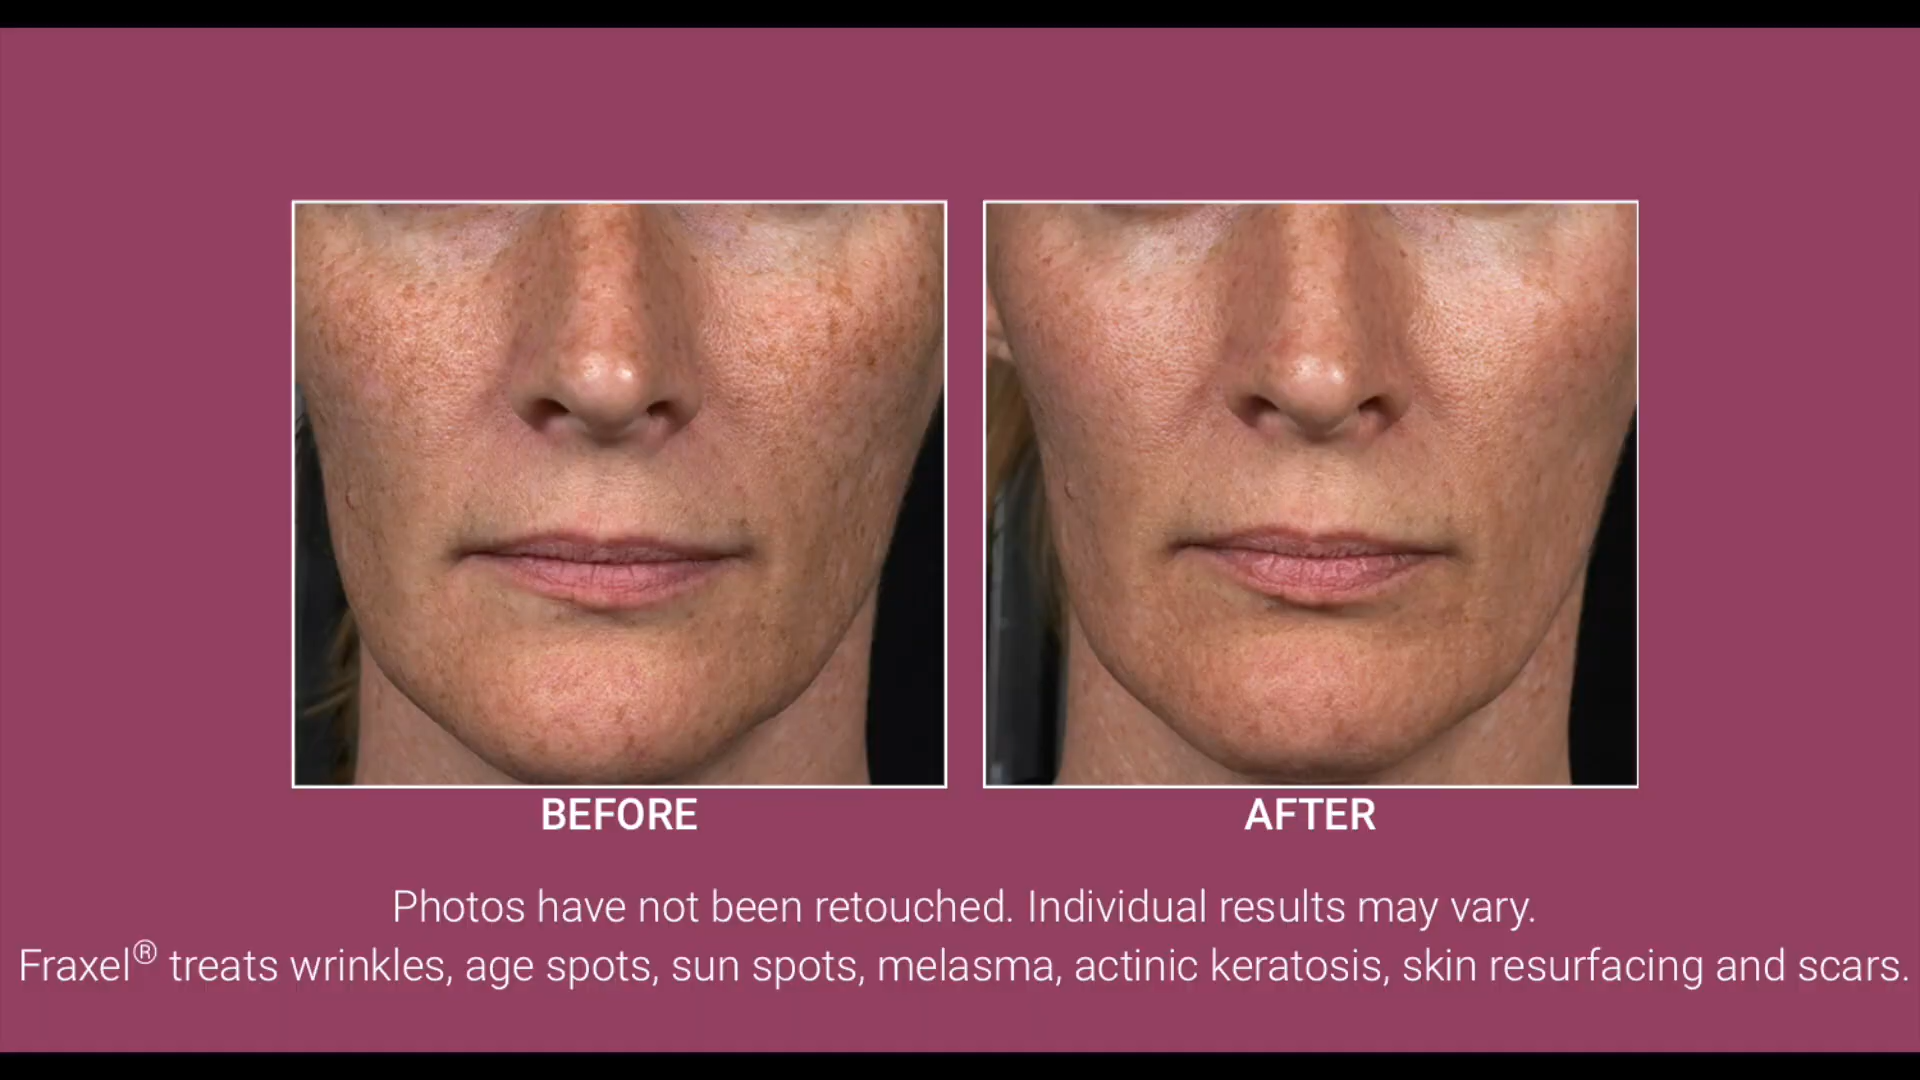 BEFORE
AFTER
Photos have not been retouched. Individual results may vary.
Fraxel® treats wrinkles, age spots, sun spots, melasma, actinic keratosis, skin resurfacing and scars.